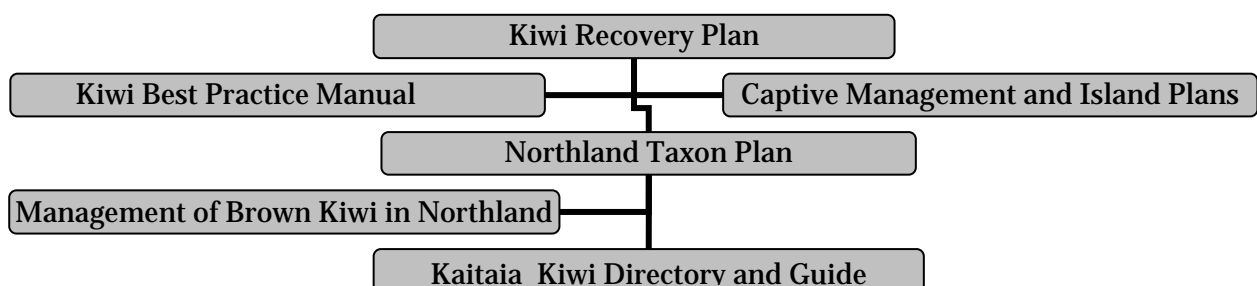 Kiwi Recovery Plan
Kiwi Best Practice Manual
Captive Management and Island Plans
Northland Taxon Plan
Management of Brown Kiwi in Northland
Kaitaia Kiwi Directory and Guide